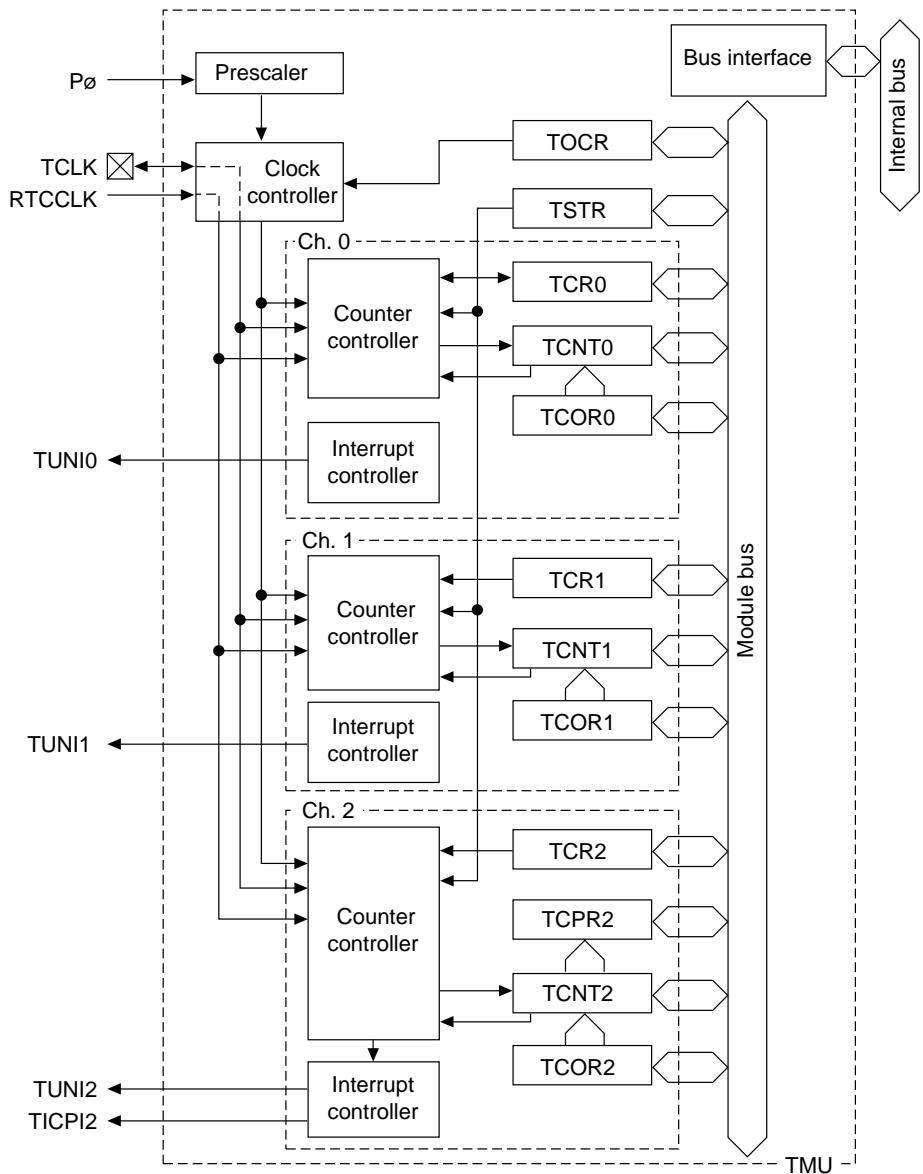 Pø
Prescaler
Bus interface
Internal bus
TCLK
RTCCLK
Clock
controller
TOCR
TSTR
Ch. 0
Counter
controller
TCR0
TCNT0
TCOR0
Interrupt
controller
TUNI0
Module bus
Ch. 1
Counter
controller
TCR1
TCNT1
TCOR1
Interrupt
controller
TUNI1
Ch. 2
Counter
controller
TCR2
TCPR2
TCNT2
TCOR2
Interrupt
controller
TUNI2
TICPI2
TMU